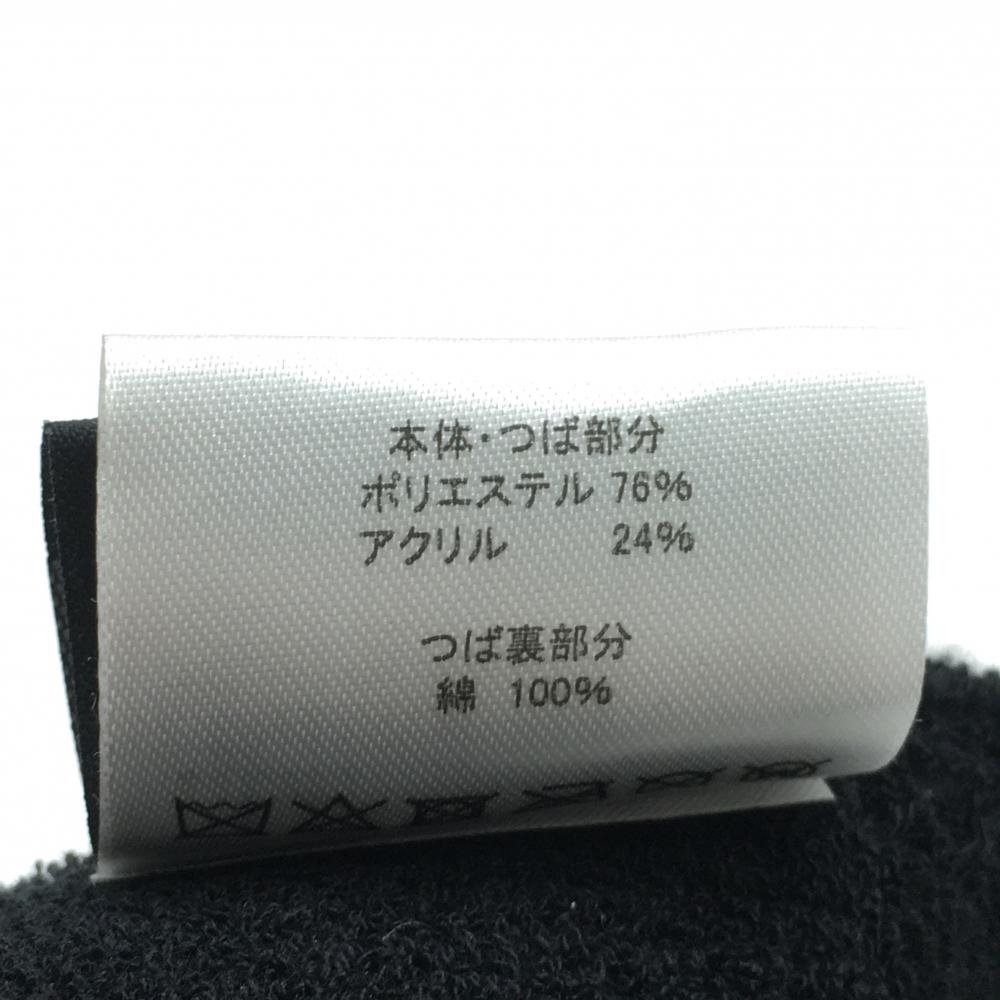 本体・つば部分
ポリエステル 76%
アクリル 24%
つば裏部分
綿 100%